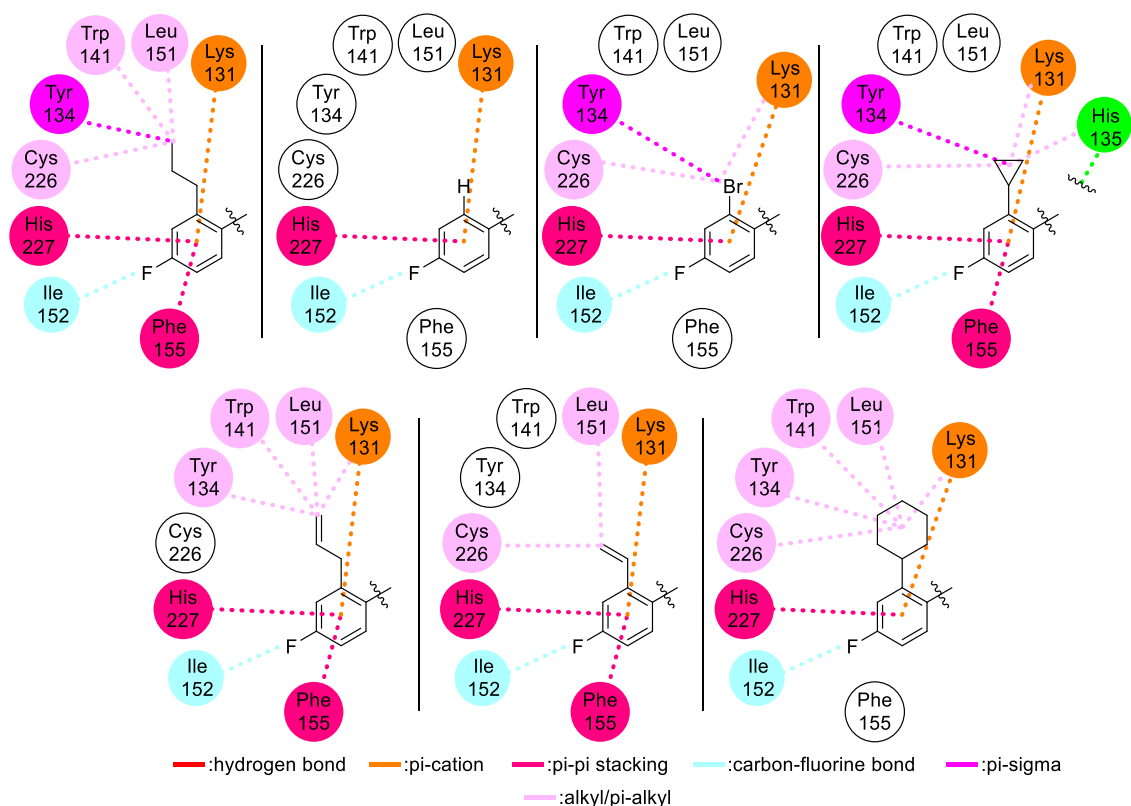 Trp
141
Leu
151
Lys
131
Tyr
134
Cys
226
His
227
F
Ile
152
Phe
155
Trp
141
Leu
151
Lys
131
Tyr
134
Cys
226
H
His
227
F
Ile
152
Phe
155
Trp
141
Leu
151
Lys
131
Tyr
134
Cys
226
Br
His
227
F
Ile
152
Phe
155
Trp
141
Leu
151
Lys
131
Tyr
134
His
135
Cys
226
His
227
F
Ile
152
Phe
155
Trp
141
Leu
151
Lys
131
Tyr
134
Cys
226
His
227
F
Ile
152
Phe
155
Trp
141
Leu
151
Lys
131
Tyr
134
Cys
226
His
227
F
Ile
152
Phe
155
Trp
141
Leu
151
Lys
131
Tyr
134
Cys
226
His
227
F
Ile
152
Phe
155
:hydrogen bond :pi-cation :pi-pi stacking :carbon-fluorine bond :pi-sigma
:alkyl/pi-alkyl